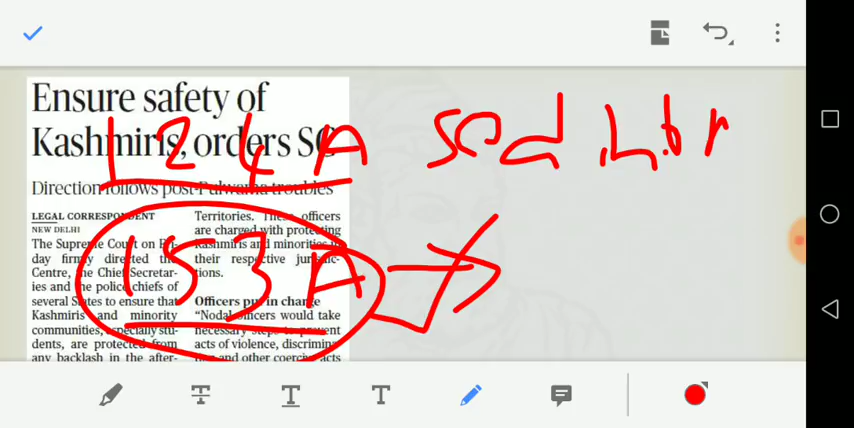 Ensure safety of
Kashmiris, orders SC
Direction follows post-Pulwama troubles
LEGAL CORRESPONDENT
NEW DELHI
The Supreme Court on Fri-
day firmly directed the
Centre, the Chief Secretar-
ies and the police chiefs of
several States to ensure that
Kashmiris and minority
communities, especially stu-
dents, are protected from
any backlash in the after-
Territories. These officers
are charged with protecting
Kashmiris and minorities in
their respective jurisdic-
tions.
Officers put in charge
"Nodal officers would take
necessary steps to prevent
acts of violence, discrimina-
tion and other coercive acts
124 A
153 A
T
T
T